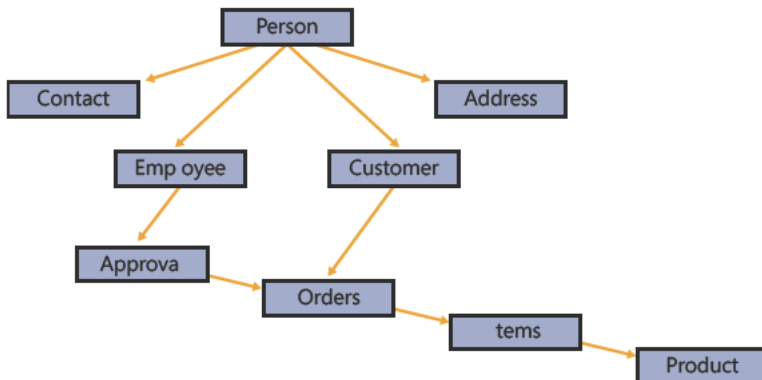 Person
Contact
Address
Emp oyee
Customer
Approva
Orders
tems
Product